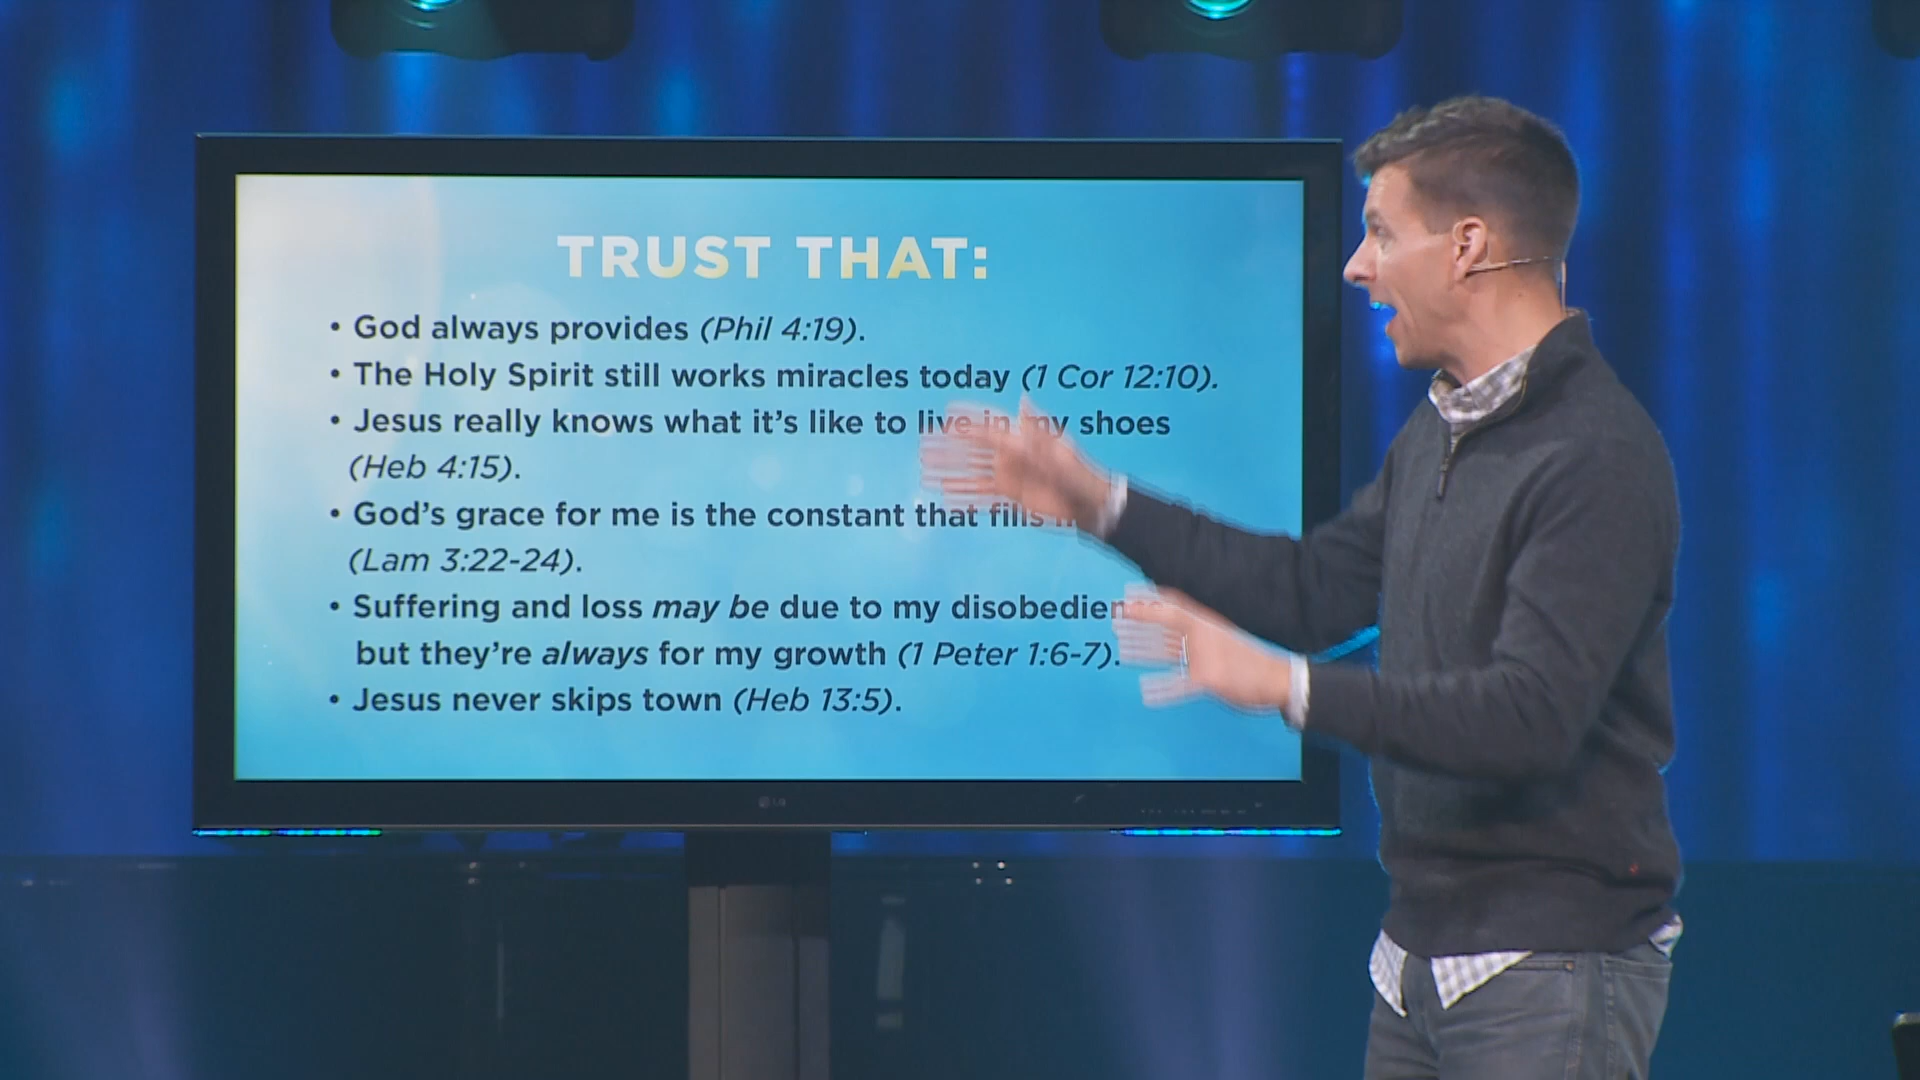 TRUST THAT:
• God always provides (Phil 4:19).
• The Holy Spirit still works miracles today (1 Cor 12:10).
• Jesus really knows what it's like to live in my shoes
(Heb 4:15).
• God's grace for me is the constant that fills
(Lam 3:22-24).
• Suffering and loss may be due to my
but they're always for my growth (1 Peter 1:6-7).
• Jesus never skips town (Heb 13:5).
LG